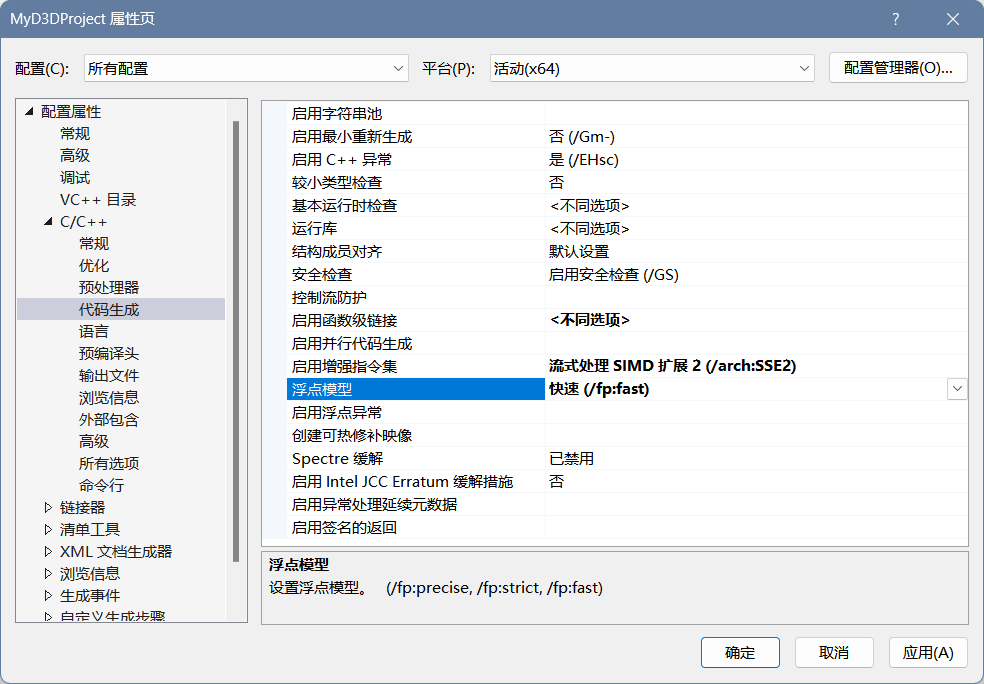 MyD3DProject 属性页
配置(C): 所有配置 平台(P): 活动(x64) 配置管理器(O)...
配置属性
常规
高级
调试
VC++ 目录
C/C++
常规
优化
预处理器
代码生成
语言
预编译头
输出文件
浏览信息
外部包含
高级
所有选项
命令行
链接器
清单工具
XML 文档生成器
浏览信息
生成事件
自定义生成步骤
启用字符串池
启用最小重新生成 否 (/Gm-)
启用 C++ 异常 是 (/EHsc)
较小类型检查 否
基本运行时检查 <不同选项>
运行库 <不同选项>
结构成员对齐 默认设置
安全检查 启用安全检查 (/GS)
控制流防护
启用函数级链接 <不同选项>
启用并行代码生成
启用增强指令集 流式处理 SIMD 扩展 2 (/arch:SSE2)
浮点模型 快速 (/fp:fast)
启用浮点异常
创建可热修补映像
Spectre 缓解 已禁用
启用 Intel JCC Erratum 缓解措施 否
启用异常处理延续元数据
启用签名的返回
浮点模型
设置浮点模型。 (/fp:precise, /fp:strict, /fp:fast)
确定 取消 应用(A)